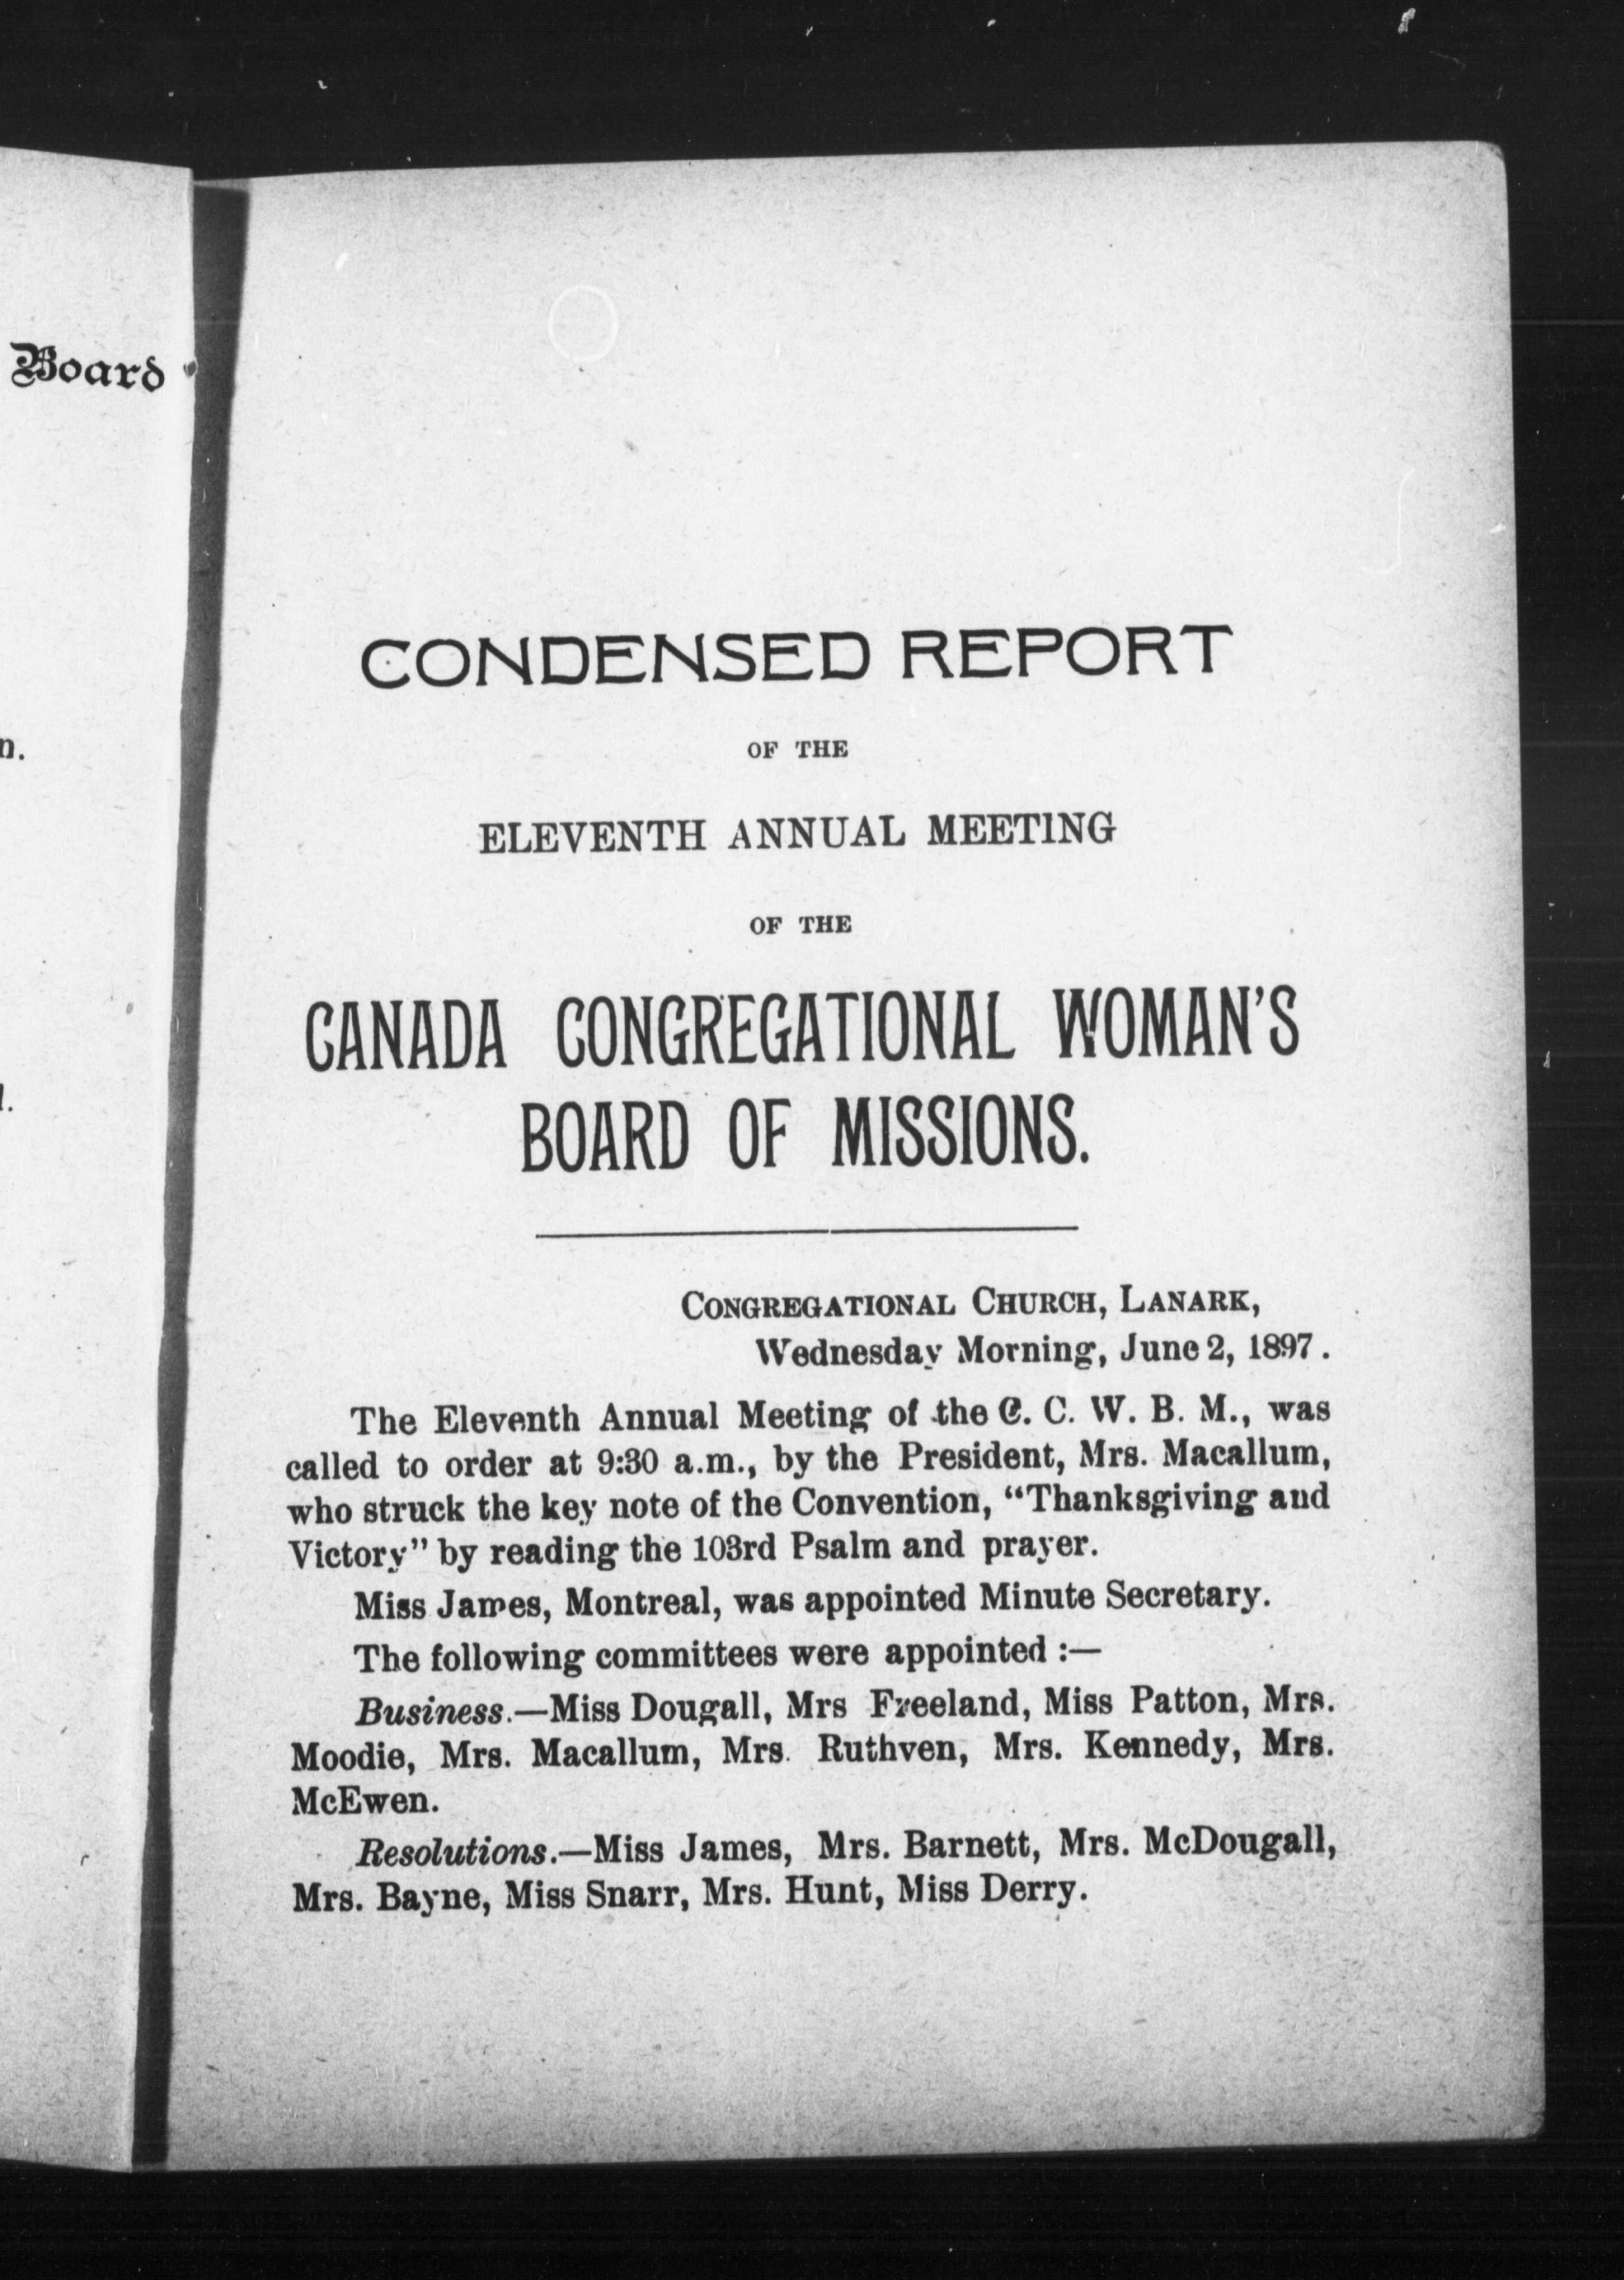 Board
n.
CONDENSED REPORT
OF THE
ELEVENTH ANNUAL MEETING
OF THE
CANADA CONGREGATIONAL WOMAN'S
BOARD OF MISSIONS.
CONGREGATIONAL CHURCH, LANARK,
Wednesday Morning, June 2, 1897.
The Eleventh Annual Meeting of the C. C. W. B. M., was
called to order at 9:30 a.m., by the President, Mrs. Macallum,
who struck the key note of the Convention, "Thanksgiving and
Victory" by reading the 103rd Psalm and prayer.
Miss James, Montreal, was appointed Minute Secretary.
The following committees were appointed :—
Business.—Miss Dougall, Mrs Freeland, Miss Patton, Mrs.
Moodie, Mrs. Macallum, Mrs. Ruthven, Mrs. Kennedy, Mrs.
McEwen.
Resolutions.—Miss James, Mrs. Barnett, Mrs. McDougall,
Mrs. Bayne, Miss Snarr, Mrs. Hunt, Miss Derry.